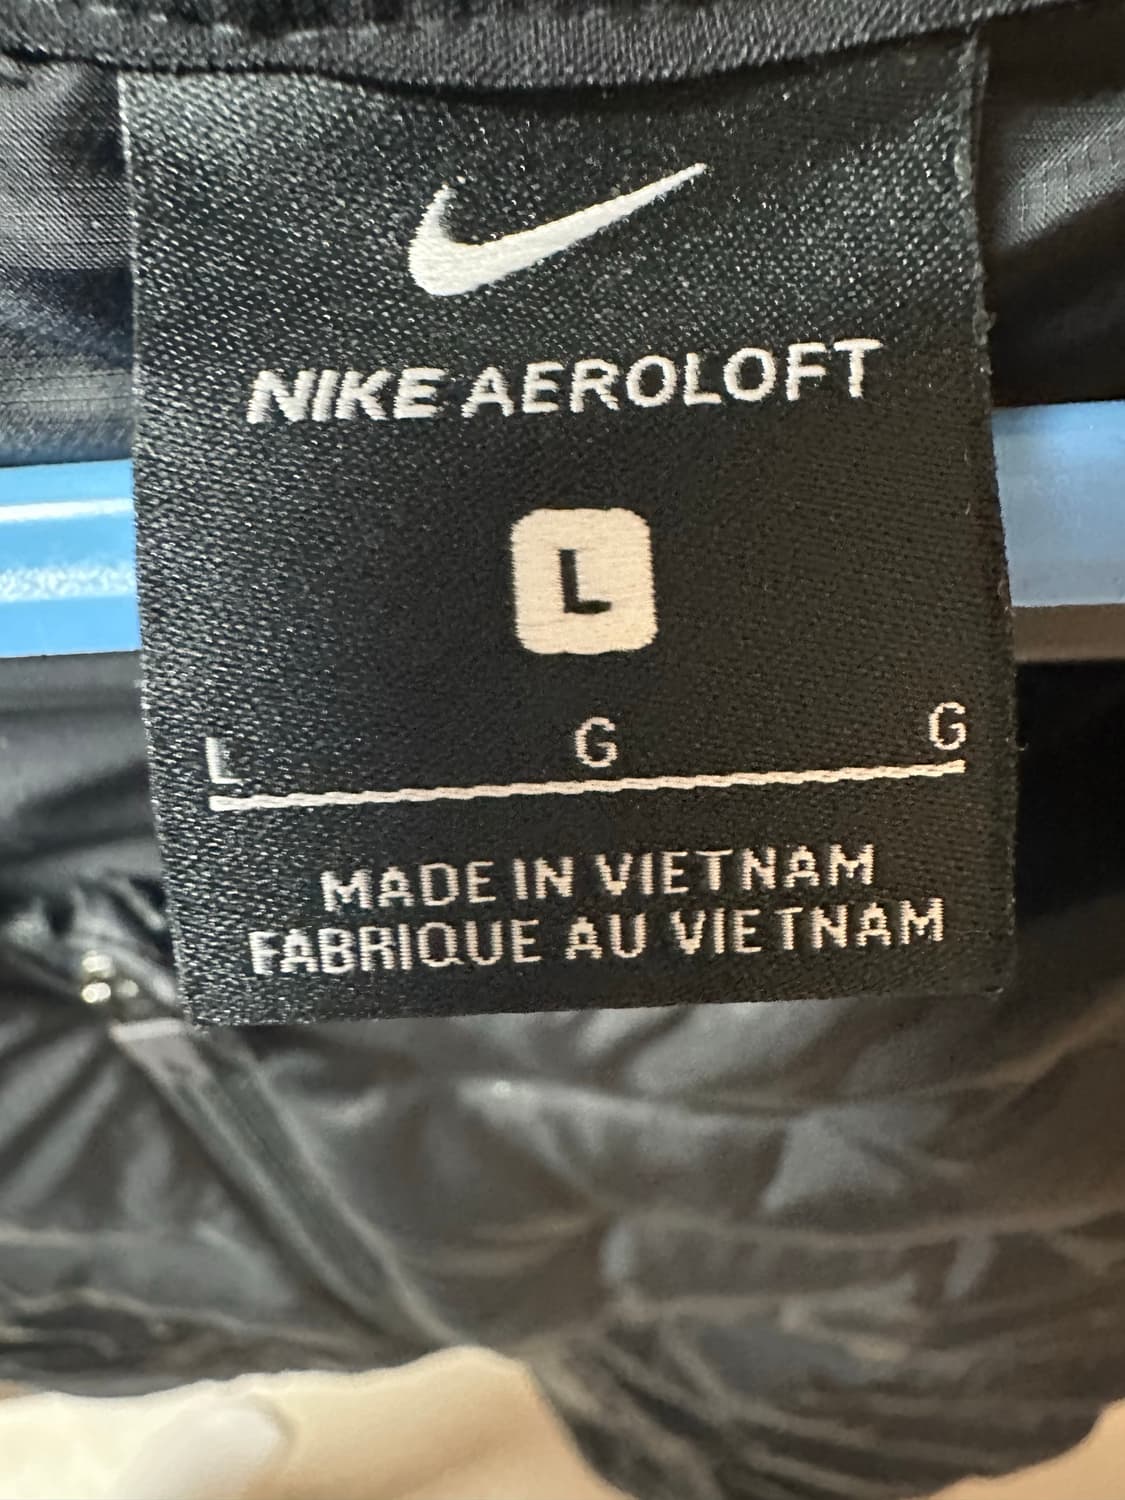 NIKE AEROLOFT
L
L G G
MADE IN VIETNAM
FABRIQUE AU VIETNAM